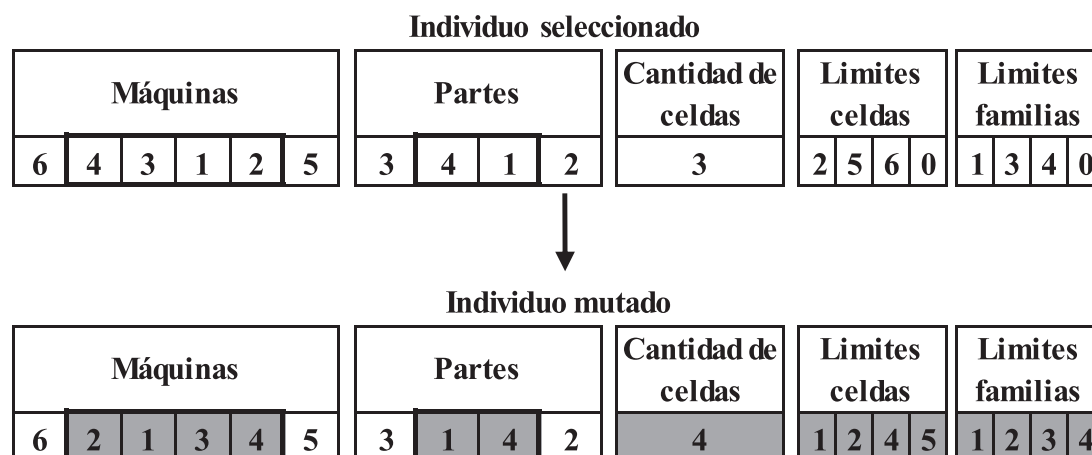 Individuo seleccionado
Máquinas Partes Cantidad de celdas Limites celdas Limites familias
6 4 3 1 2 5 3 4 1 2 3 2 5 6 0 1 3 4 0
Individuo mutado
Máquinas Partes Cantidad de celdas Limites celdas Limites familias
6 2 1 3 4 5 3 1 4 2 4 1 2 4 5 1 2 3 4